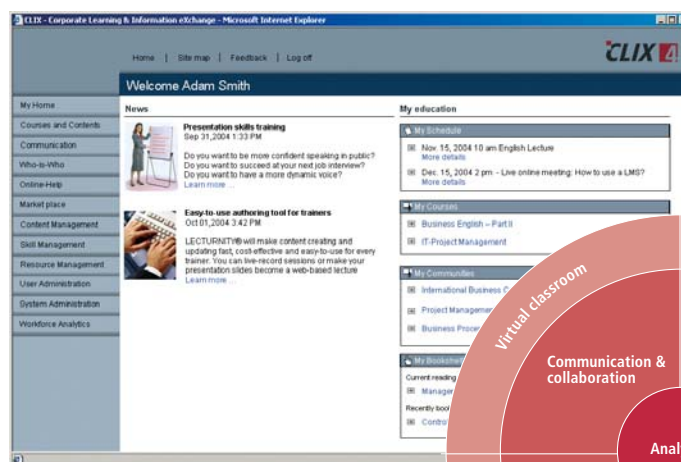 CLIX - Corporate Learning & Information eXchange - Microsoft Internet Explorer
Home | Site map | Feedback | Log off
CLIX 4
Welcome Adam Smith
My Home
Courses and Contents
Communication
Who-is-Who
Online-Help
Market place
Content Management
Skill Management
Resource Management
User Administration
System Administration
Workforce Analytics
News
Presentation skills training
Sep 31,2004 1:33 PM
Do you want to be more confident speaking in public?
Do you want to succeed at your next job interview?
Do you want to have a more dynamic voice?
Learn more ...
Easy-to-use authoring tool for trainers
Oct 01,2004 3:42 PM
LECTURNITY® will make content creating and
updating fast, cost-effective and easy-to-use for every
trainer. You can live-record sessions or make your
presentation slides become a web-based lecture
Learn more ...
My education
My Schedule
Nov. 15, 2004 10 am English Lecture
More details
Dec. 15, 2004 2 pm - Live online meeting: How to use a LMS?
More details
My Courses
Business English – Part II
IT-Project Management
My Communities
International Business C
Project Managemen
Business Proce
My Bookshel
Current reading
Manage
Recently boo
Contro
Virtual classroom
Communication &
collaboration
Anal